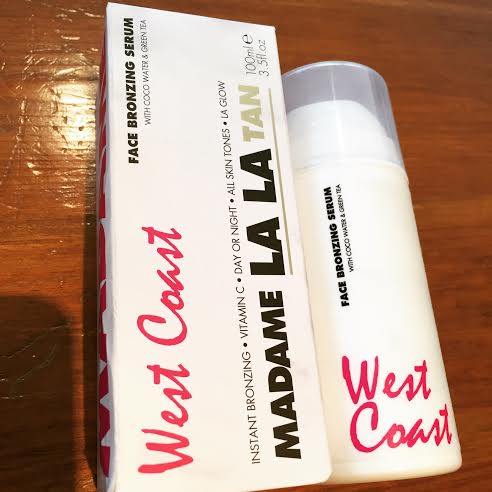 FACE BRONZING SERUM
WITH COCO WATER & GREEN TEA
West Coast
INSTANT BRONZING • VITAMIN C • DAY OR NIGHT • ALL SKIN TONES • LA GLOW
MADAME LA LA TAN
100ml e
3.5fl.oz
FACE BRONZING SERUM
WITH COCO WATER & GREEN TEA
West
Coast